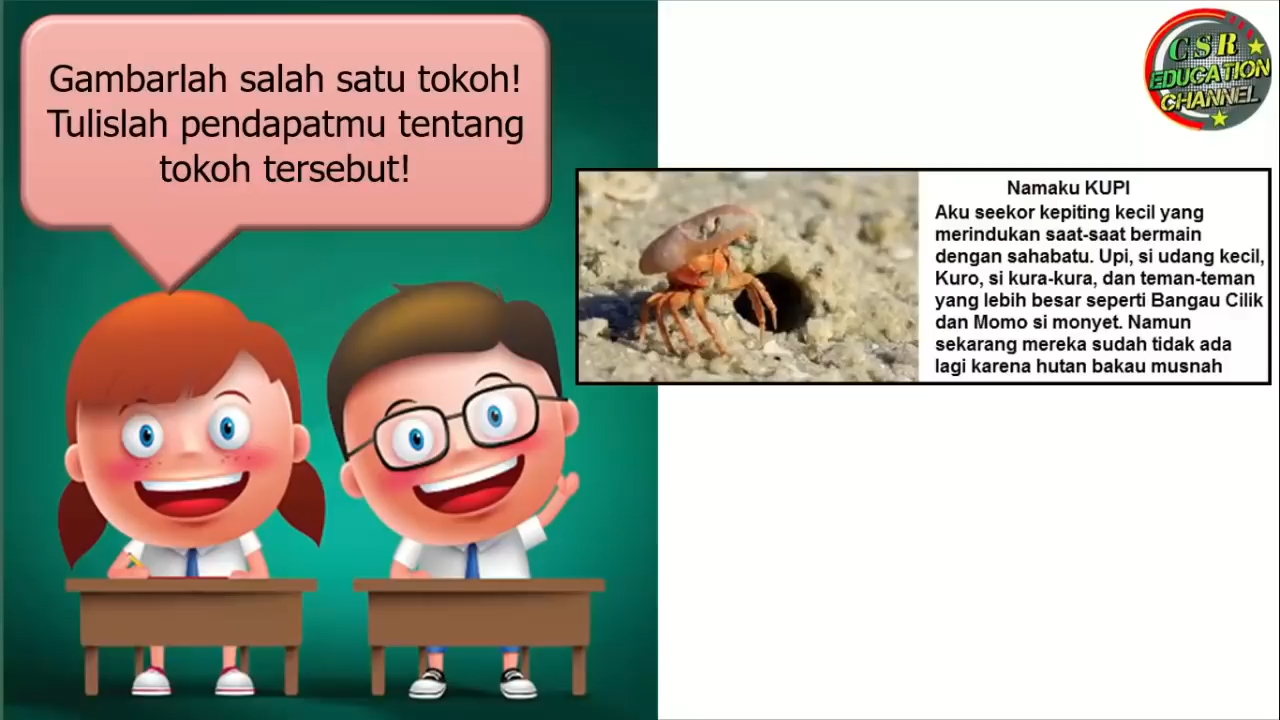 Gambarlah salah satu tokoh!
Tulislah pendapatmu tentang
tokoh tersebut!
CSR
EDUCATION
CHANNEL
Namaku KUPI
Aku seekor kepiting kecil yang
merindukan saat-saat bermain
dengan sahabatu. Upi, si udang kecil,
Kuro, si kura-kura, dan teman-teman
yang lebih besar seperti Bangau Cilik
dan Momo si monyet. Namun
sekarang mereka sudah tidak ada
lagi karena hutan bakau musnah